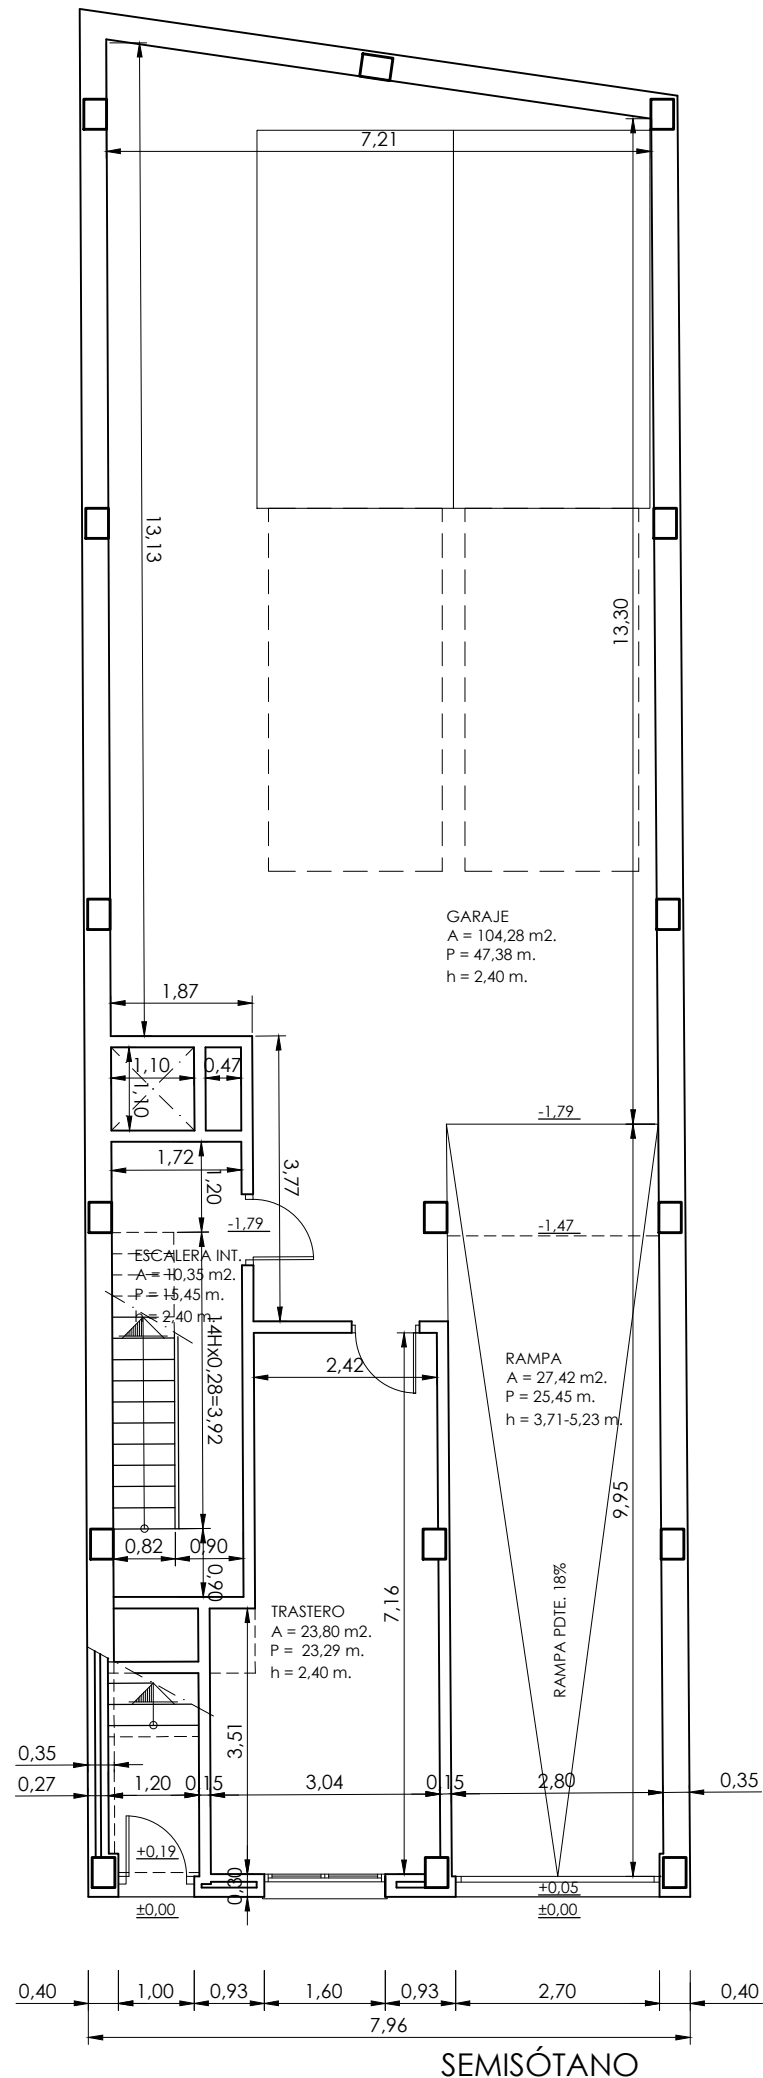 7,21
13,13
13,30
GARAJE
A = 104,28 m2.
P = 47,38 m.
h = 2,40 m.
1,87
1,10
0,47
1,10
-1,79
1,72
1,20
3,77
-1,79
-1,47
ESCALERA INT.
A = 10,35 m2.
P = 15,45 m.
h = 2,40 m.
14Hx0,28=3,92
2,42
RAMPA
A = 27,42 m2.
P = 25,45 m.
h = 3,71-5,23 m.
9,95
0,82
0,90
0,90
7,16
RAMPA PDTE. 18%
TRASTERO
A = 23,80 m2.
P = 23,29 m.
h = 2,40 m.
3,51
0,35
0,27
1,20
0,15
3,04
0,15
2,80
0,35
+0,19
0,30
+0,05
±0,00
±0,00
0,40
1,00
0,93
1,60
0,93
2,70
0,40
7,96
SEMISÓTANO